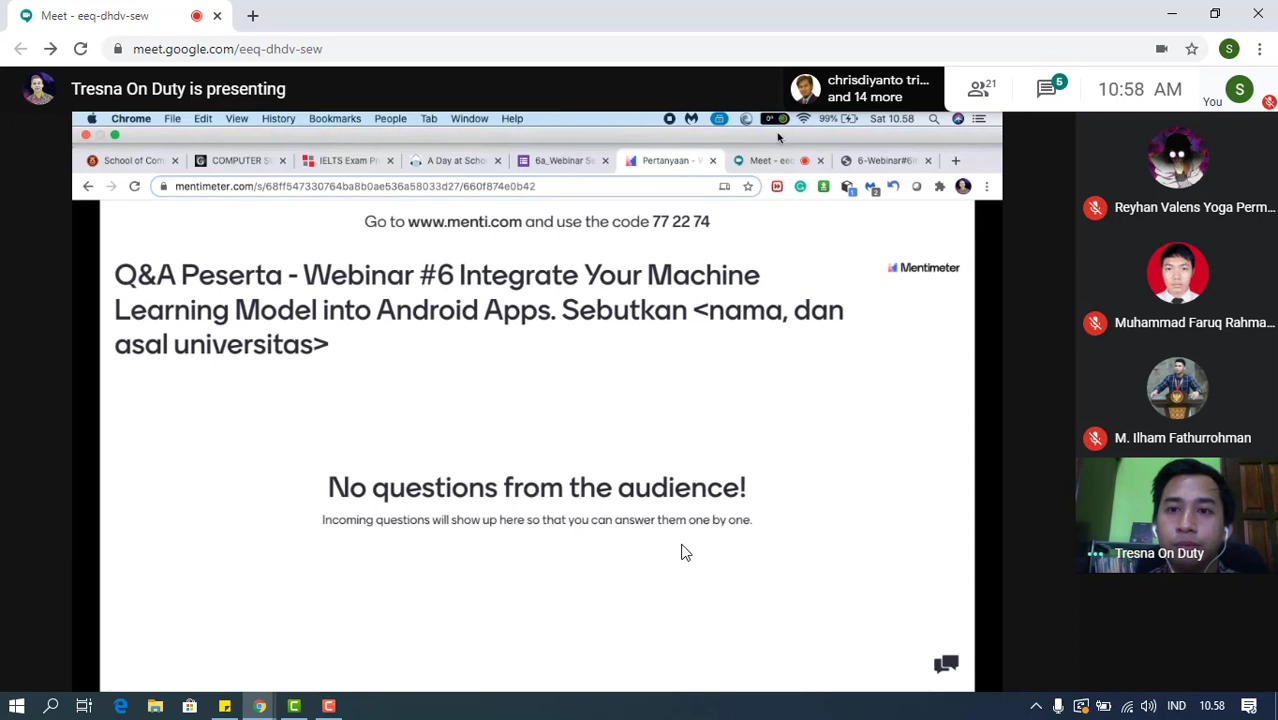 Meet - eeq-dhdv-sew
meet.google.com/eeq-dhdv-sew
S
Tresna On Duty is presenting
chrisdiyanto tri...
and 14 more
21
5
10:58 AM
You
S
Chrome File Edit View History Bookmarks People Tab Window Help
0°
99%
Sat 10.58
School of Com
COMPUTER S
IELTS Exam Pr
A Day at Scho
6a_Webinar Se
Pertanyaan -
Meet - eeq
6-Webinar#6
mentimeter.com/s/68ff547330764ba8b0ae536a58033d27/660f874e0b42
1
2
Go to www.menti.com and use the code 77 22 74
Mentimeter
Q&A Peserta - Webinar #6 Integrate Your Machine
Learning Model into Android Apps. Sebutkan <nama, dan
asal universitas>
No questions from the audience!
Incoming questions will show up here so that you can answer them one by one.
Reyhan Valens Yoga Perm...
Muhammad Faruq Rahma...
M. Ilham Fathurrohman
Tresna On Duty
IND
10.58